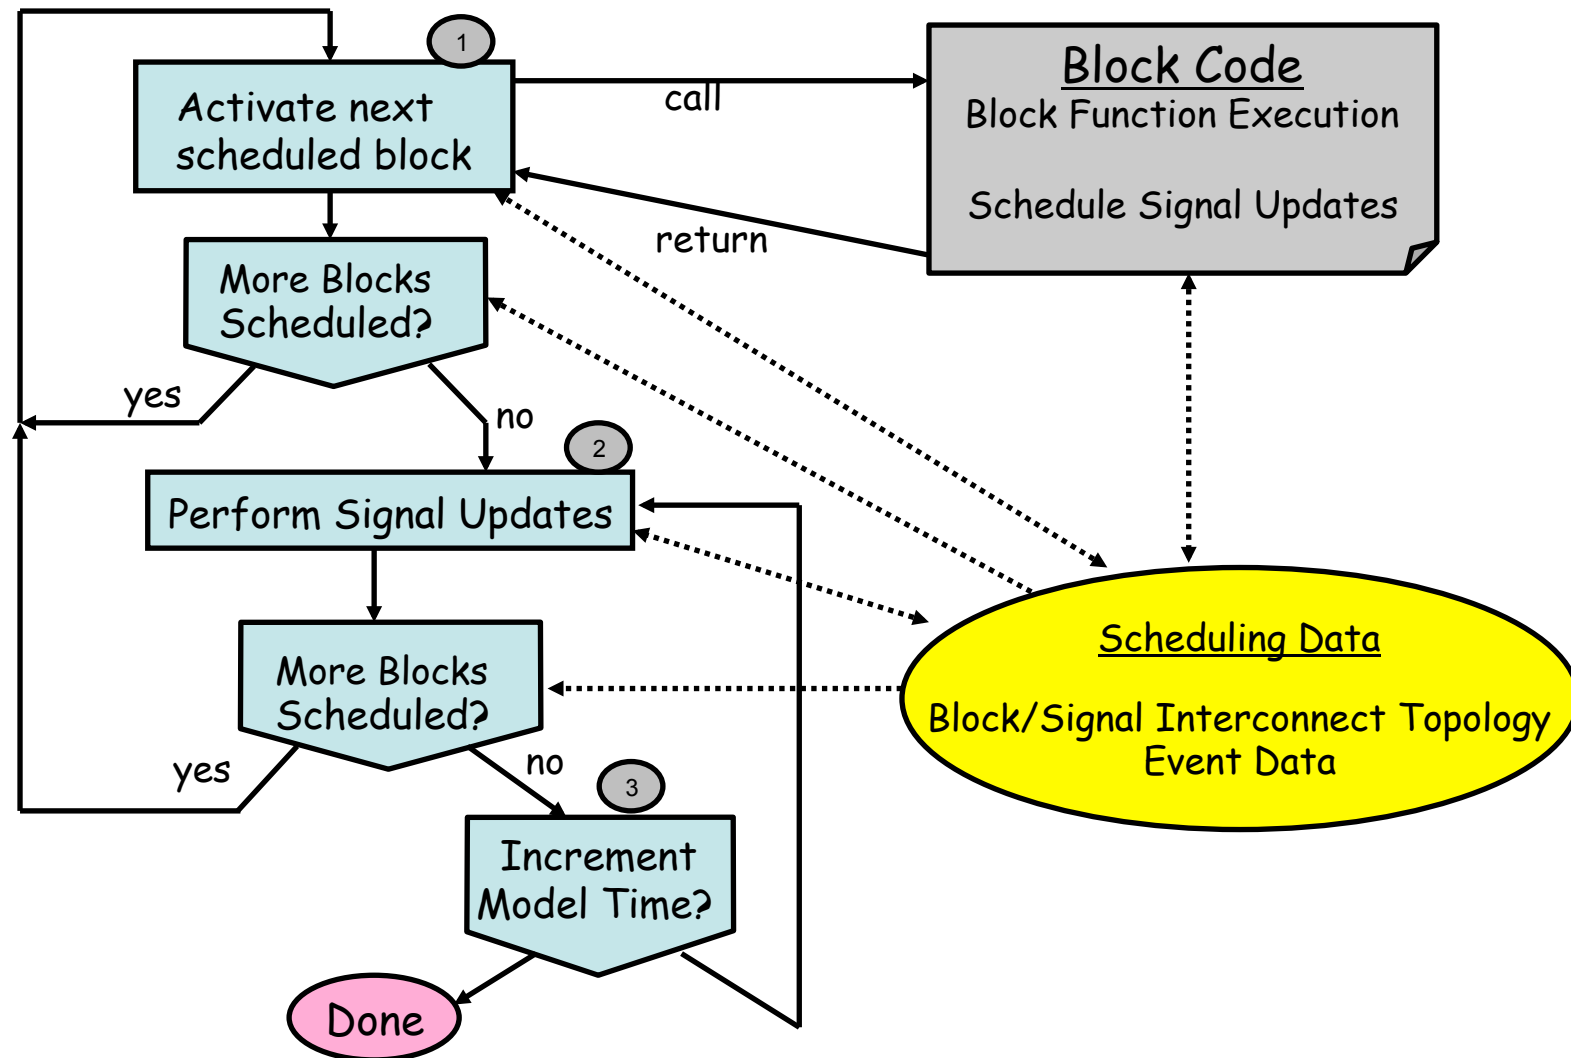 1
Activate next
scheduled block
call
return
Block Code
Block Function Execution
Schedule Signal Updates
More Blocks
Scheduled?
yes
no
2
Perform Signal Updates
More Blocks
Scheduled?
yes
no
Scheduling Data
Block/Signal Interconnect Topology
Event Data
3
Increment
Model Time?
Done